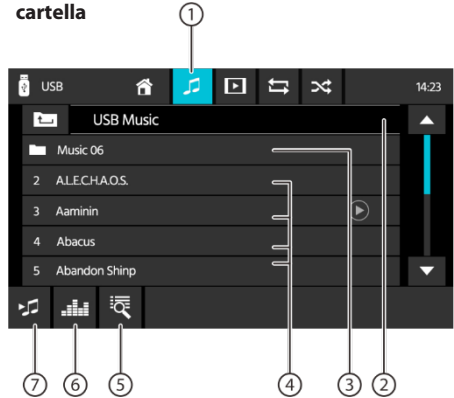 cartella
1
USB 14:23
USB Music
Music 06
2 A.L.E.C.H.A.O.S.
3 Aaminin
4 Abacus
5 Abandon Shinp
7 6 5 4 3 2